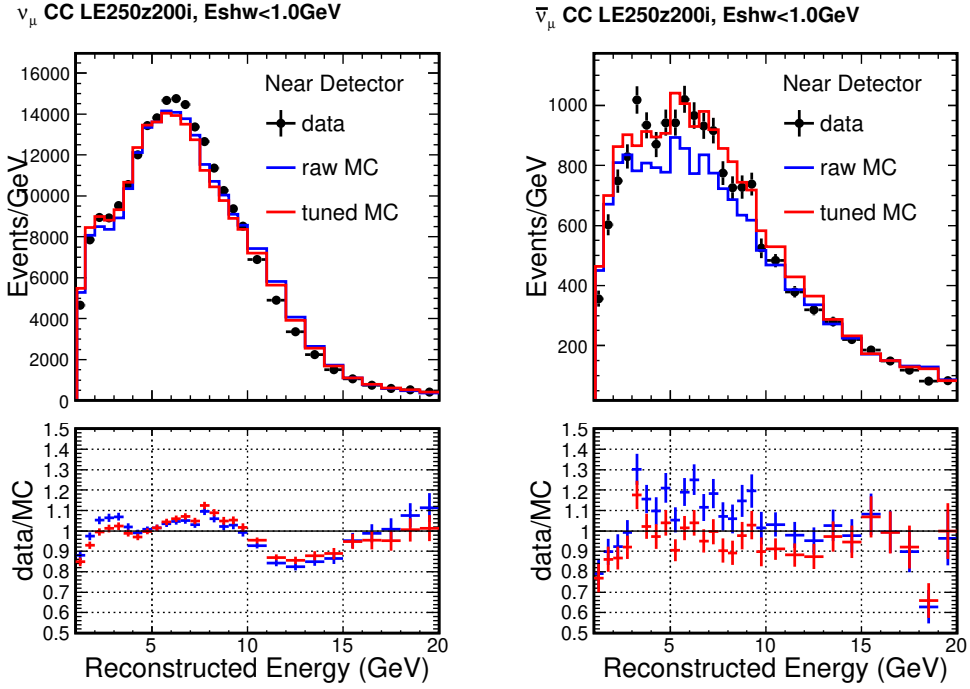 ν_μ CC LE250z200i, Eshw<1.0GeV
Events/GeV
16000
14000
12000
10000
8000
6000
4000
2000
0
Near Detector
data
raw MC
tuned MC
data/MC
1.5
1.4
1.3
1.2
1.1
1
0.9
0.8
0.7
0.6
0.5
5 10 15 20
Reconstructed Energy (GeV)
ν̅_μ CC LE250z200i, Eshw<1.0GeV
Events/GeV
1000
800
600
400
200
Near Detector
data
raw MC
tuned MC
data/MC
1.5
1.4
1.3
1.2
1.1
1
0.9
0.8
0.7
0.6
0.5
5 10 15 20
Reconstructed Energy (GeV)